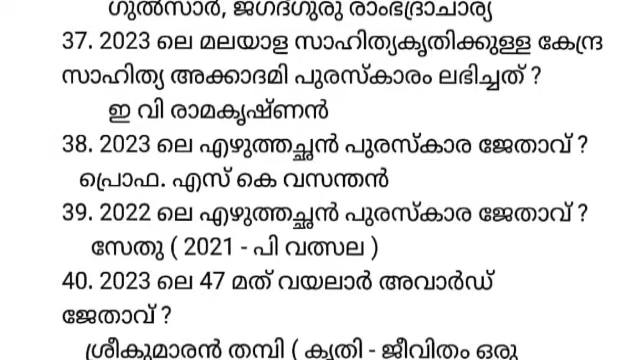 ഗുൽസാർ, ജഗദ്ഗുരു രാംഭദ്രാചാര്യ
37. 2023 ലെ മലയാള സാഹിത്യകൃതിക്കുള്ള കേന്ദ്ര
സാഹിത്യ അക്കാദമി പുരസ്കാരം ലഭിച്ചത് ?
ഇ വി രാമകൃഷ്ണൻ
38. 2023 ലെ എഴുത്തച്ഛൻ പുരസ്കാര ജേതാവ് ?
പ്രൊഫ. എസ് കെ വസന്തൻ
39. 2022 ലെ എഴുത്തച്ഛൻ പുരസ്കാര ജേതാവ് ?
സേതു ( 2021 - പി വത്സല )
40. 2023 ലെ 47 മത് വയലാർ അവാർഡ്
ജേതാവ് ?
ശ്രീകുമാരൻ തമ്പി ( കൃതി - ജീവിതം ഒരു